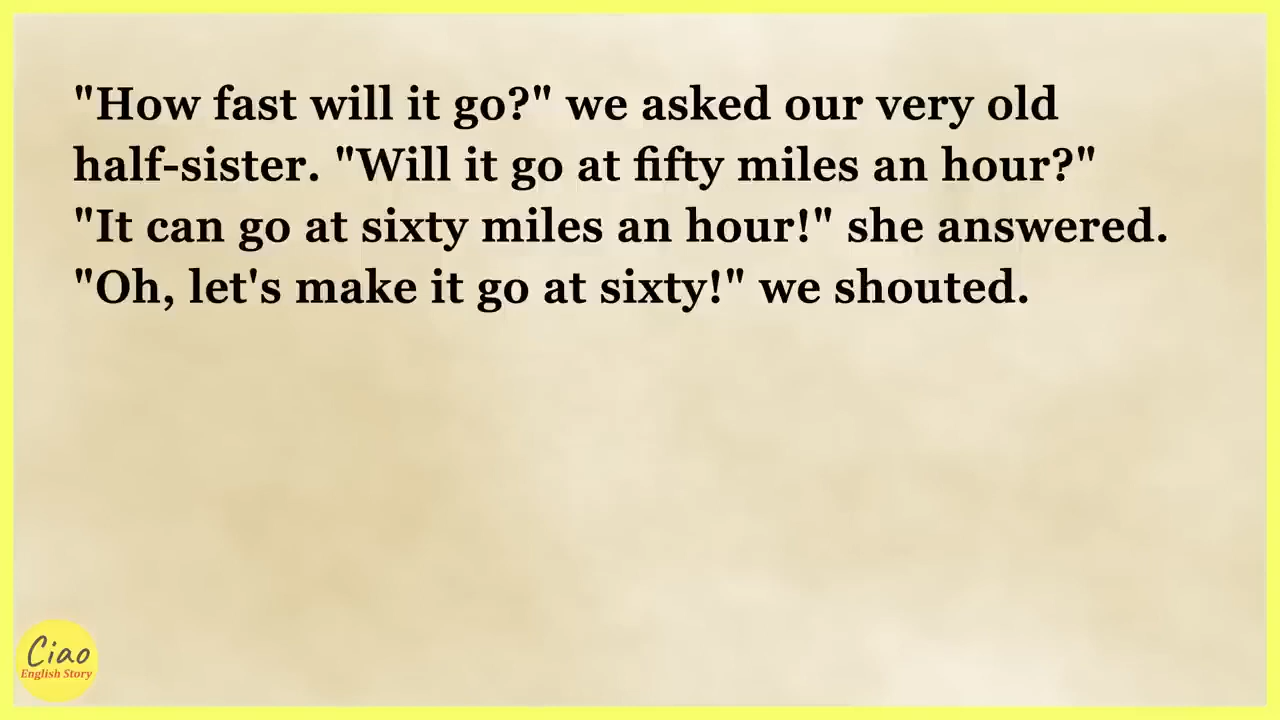 "How fast will it go?" we asked our very old
half-sister. "Will it go at fifty miles an hour?"
"It can go at sixty miles an hour!" she answered.
"Oh, let's make it go at sixty!" we shouted.
Ciao
English Story